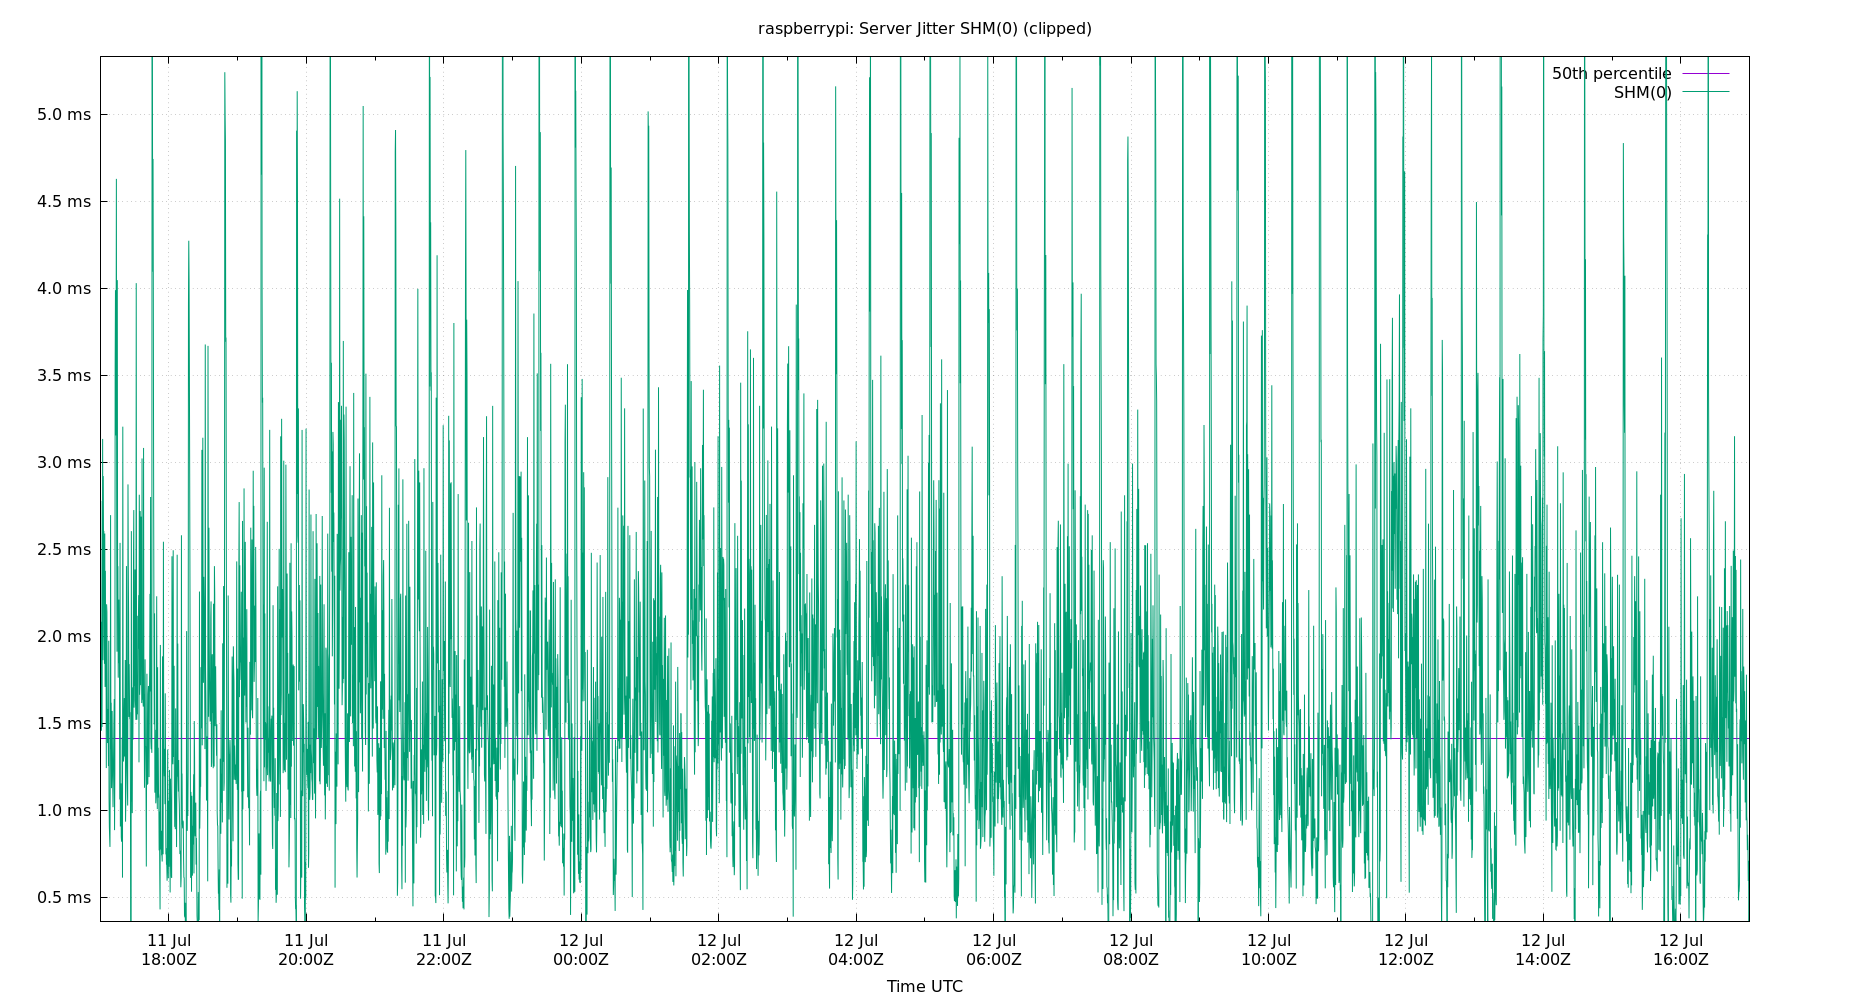 raspberrypi: Server Jitter SHM(0) (clipped)
50th percentile
SHM(0)
5.0 ms
4.5 ms
4.0 ms
3.5 ms
3.0 ms
2.5 ms
2.0 ms
1.5 ms
1.0 ms
0.5 ms
11 Jul 11 Jul 11 Jul 12 Jul 12 Jul 12 Jul 12 Jul 12 Jul 12 Jul 12 Jul 12 Jul 12 Jul
18:00Z 20:00Z 22:00Z 00:00Z 02:00Z 04:00Z 06:00Z 08:00Z 10:00Z 12:00Z 14:00Z 16:00Z
Time UTC